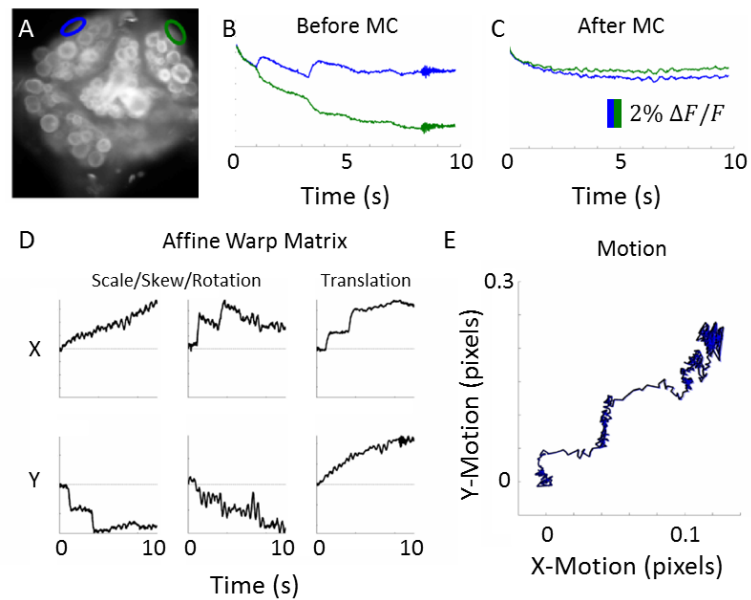 A
B
Before MC
C
After MC
2% ΔF/F
0 5 10
0 5 10
Time (s)
Time (s)
D
Affine Warp Matrix
E
Motion
Scale/Skew/Rotation
Translation
X
Y
0 10
0 10
0 10
Time (s)
0.3
0
Y-Motion (pixels)
0 0.1
X-Motion (pixels)